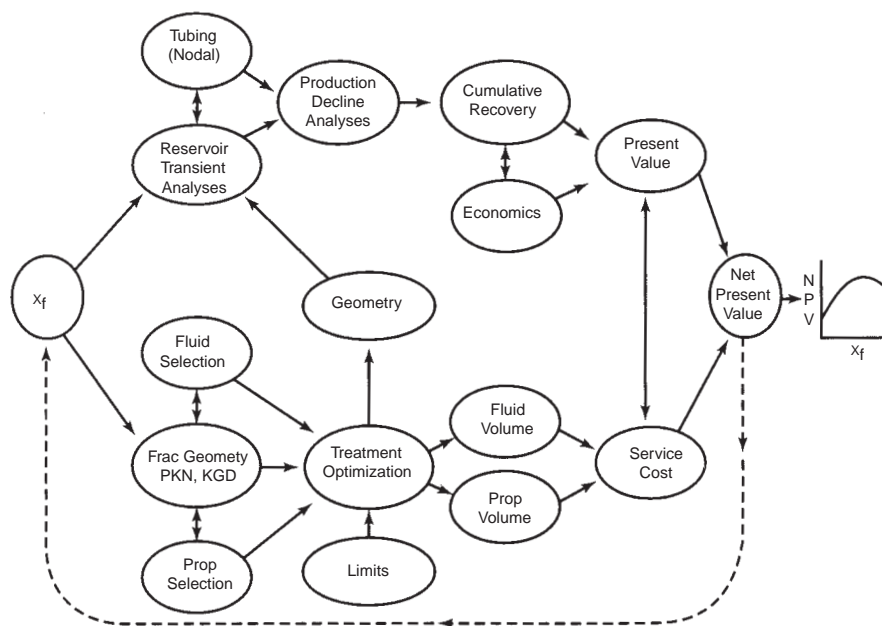 Tubing
(Nodal)
Production
Decline
Analyses
Cumulative
Recovery
Reservoir
Transient
Analyses
Present
Value
Economics
Xf
Geometry
Net
Present
Value
N
P
V
Xf
Fluid
Selection
Frac Geomety
PKN, KGD
Treatment
Optimization
Fluid
Volume
Prop
Volume
Service
Cost
Prop
Selection
Limits